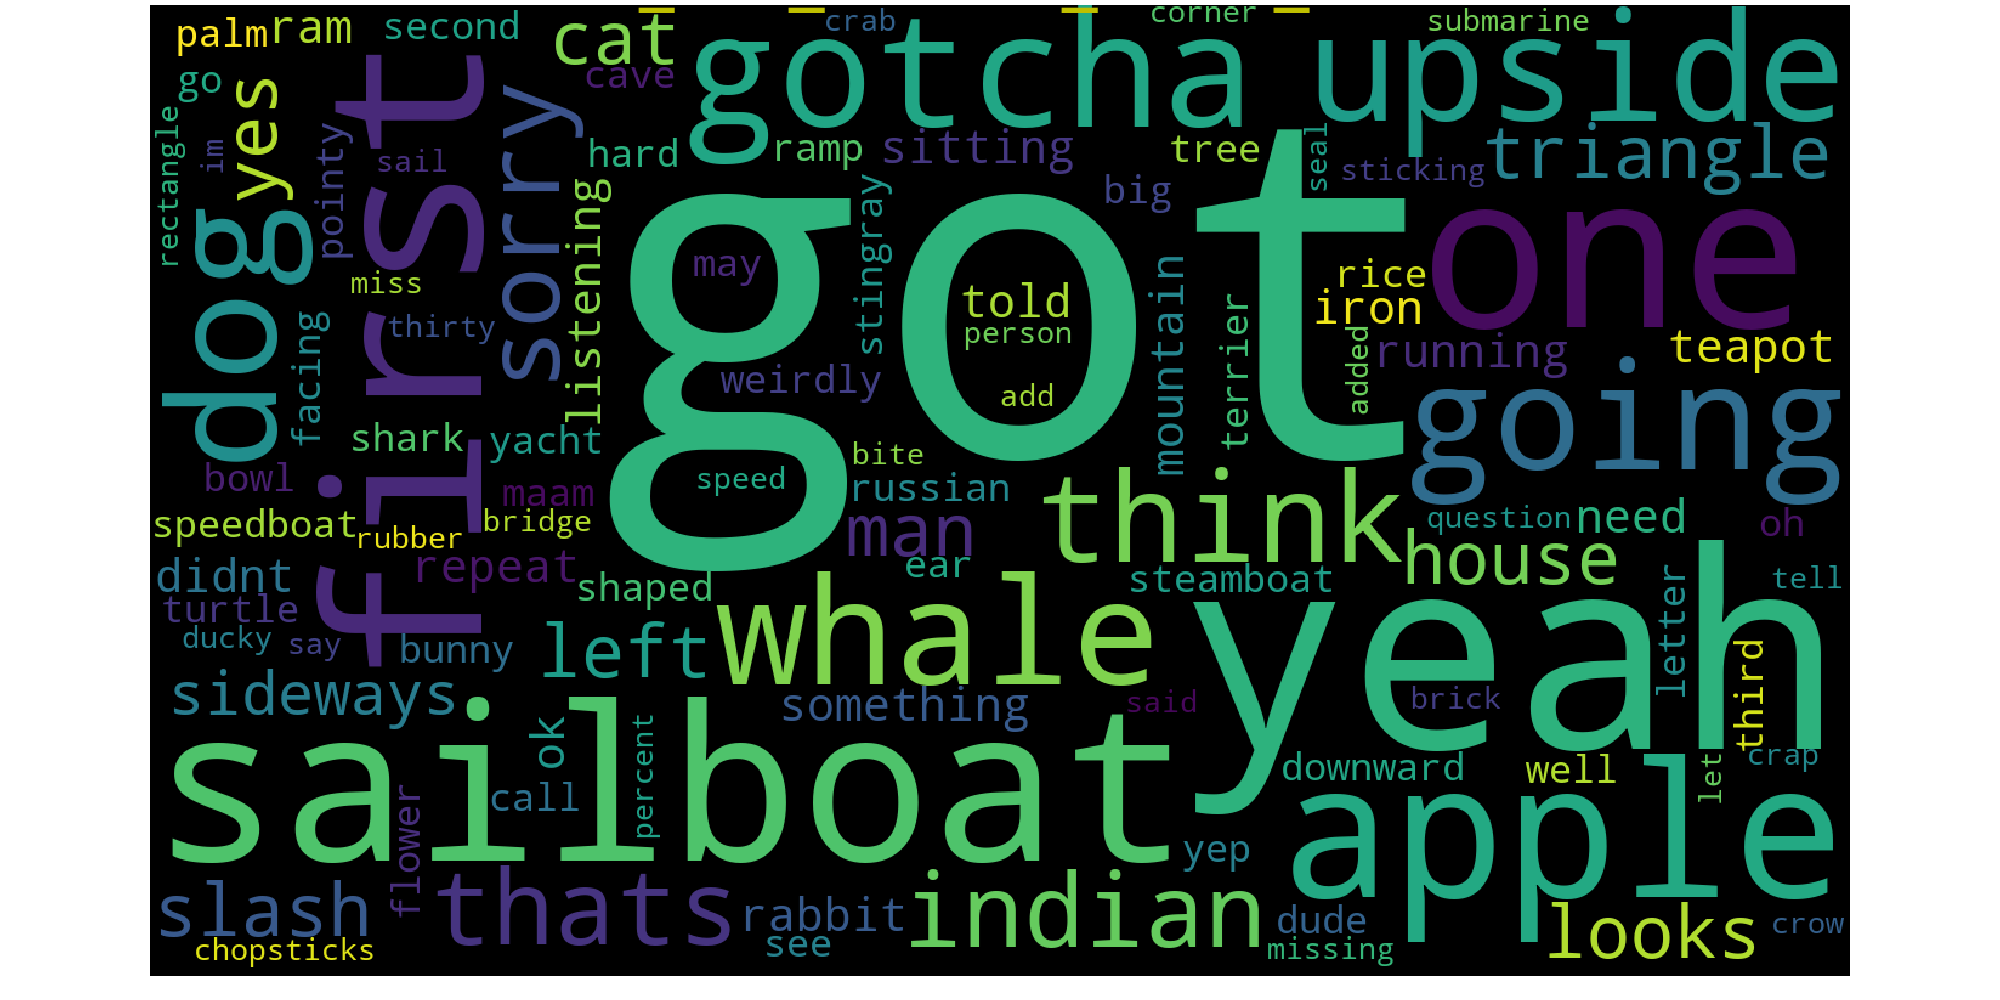 palm
ram
second
cat
crab
corner
submarine
gotcha
upside
go
cave
yes
rectangle
im
pointy
sail
first
sorry
hard
ramp
sitting
tree
seal
sticking
triangle
big
dog
listening
got
may
stingray
told
person
mountain
terrier
rice
iron
one
added
miss
facing
thirty
weirdly
add
running
teapot
going
shark
yacht
bowl
maam
speed
bite
russian
think
speedboat
rubber
bridge
man
question
need
oh
didnt
repeat
shaped
ear
steamboat
house
letter
tell
turtle
ducky
say
bunny
left
whale
yeah
third
sideways
something
said
brick
sailboat
ok
percent
call
downward
well
let
crap
flower
apple
yep
slash
thats
rabbit
indian
dude
looks
crow
chopsticks
see
missing